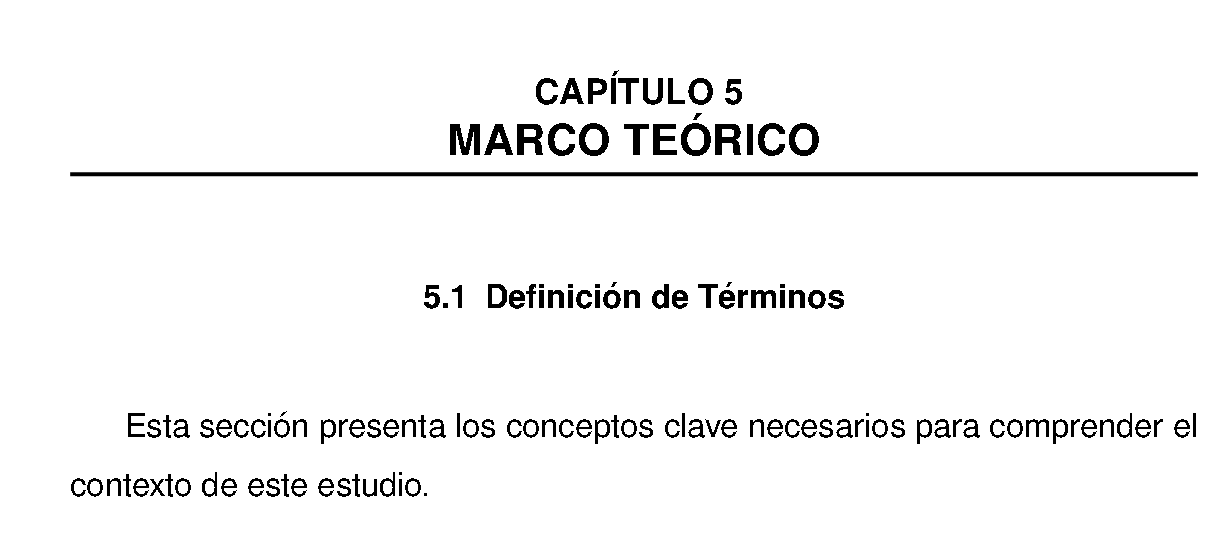 CAPÍTULO 5
MARCO TEÓRICO
5.1 Definición de Términos
Esta sección presenta los conceptos clave necesarios para comprender el
contexto de este estudio.